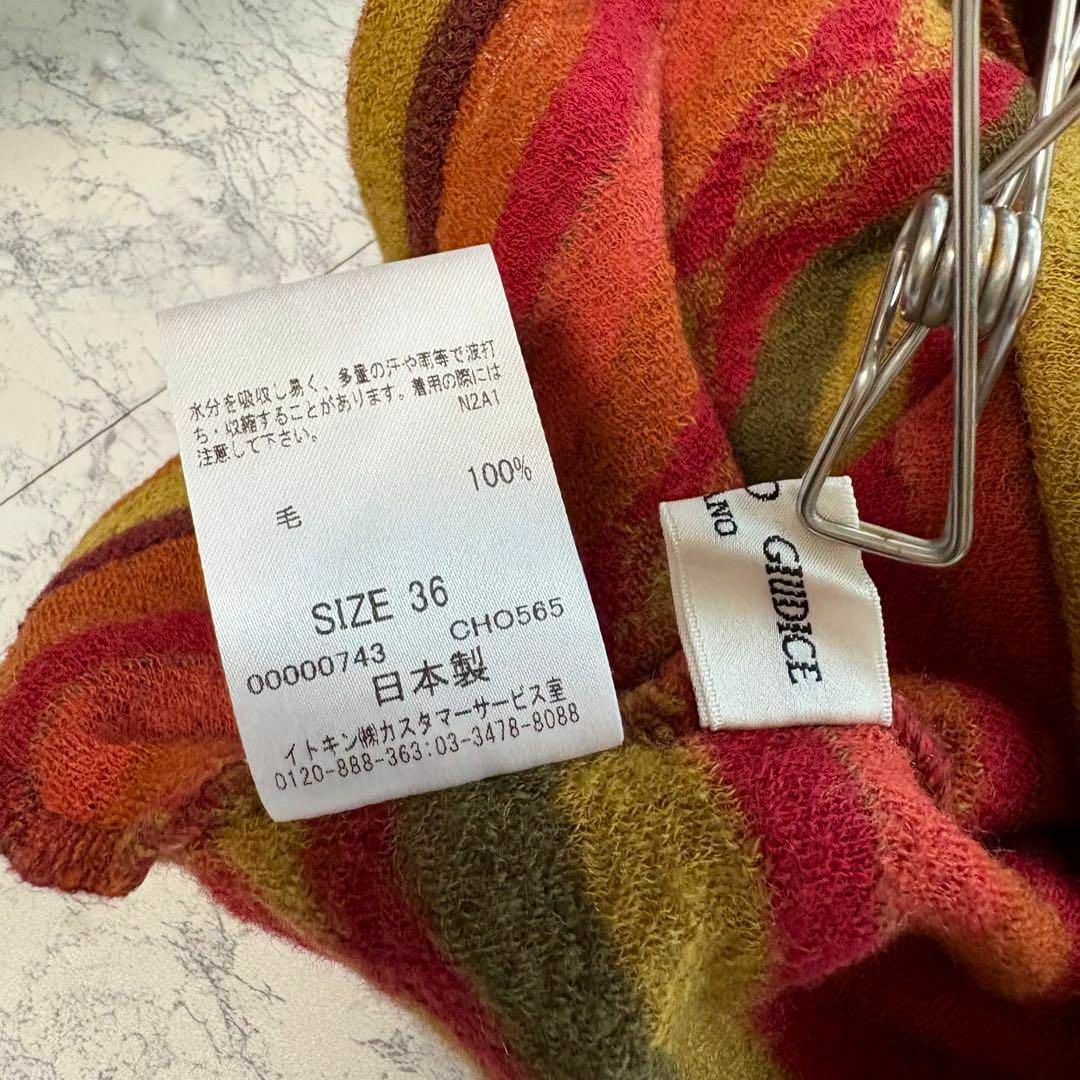 水分を吸収し易く、多量の汗や雨等で波打
ち・収縮することがあります。着用の際には
注意して下さい。
N2A1
毛 100%
SIZE 36
00000743 CHO565
日本製
イトキン㈱カスタマーサービス室
0120-888-363:03-3478-8088
GIUDICE